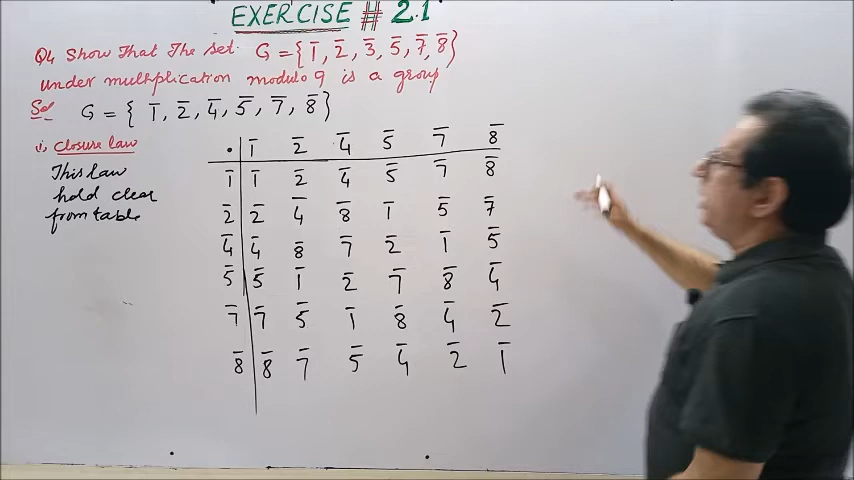 EXERCISE # 2.1
Q4 Show that The set G = {1̄, 2̄, 3̄, 5̄, 7̄, 8̄}
under multiplication modulo 9 is a group
Sol G = { 1̄, 2̄, 4̄, 5̄, 7̄, 8̄ }
i, closure law
This law
hold clear
from table
· 1̄ 2̄ 4̄ 5̄ 7̄ 8̄
1̄ 1̄ 2̄ 4̄ 5̄ 7̄ 8̄
2̄ 2̄ 4̄ 8̄ 1̄ 5̄ 7̄
4̄ 4̄ 8̄ 7̄ 2̄ 1̄ 5̄
5̄ 5̄ 1̄ 2̄ 7̄ 8̄ 4̄
7̄ 7̄ 5̄ 1̄ 8̄ 4̄ 2̄
8̄ 8̄ 7̄ 5̄ 4̄ 2̄ 1̄